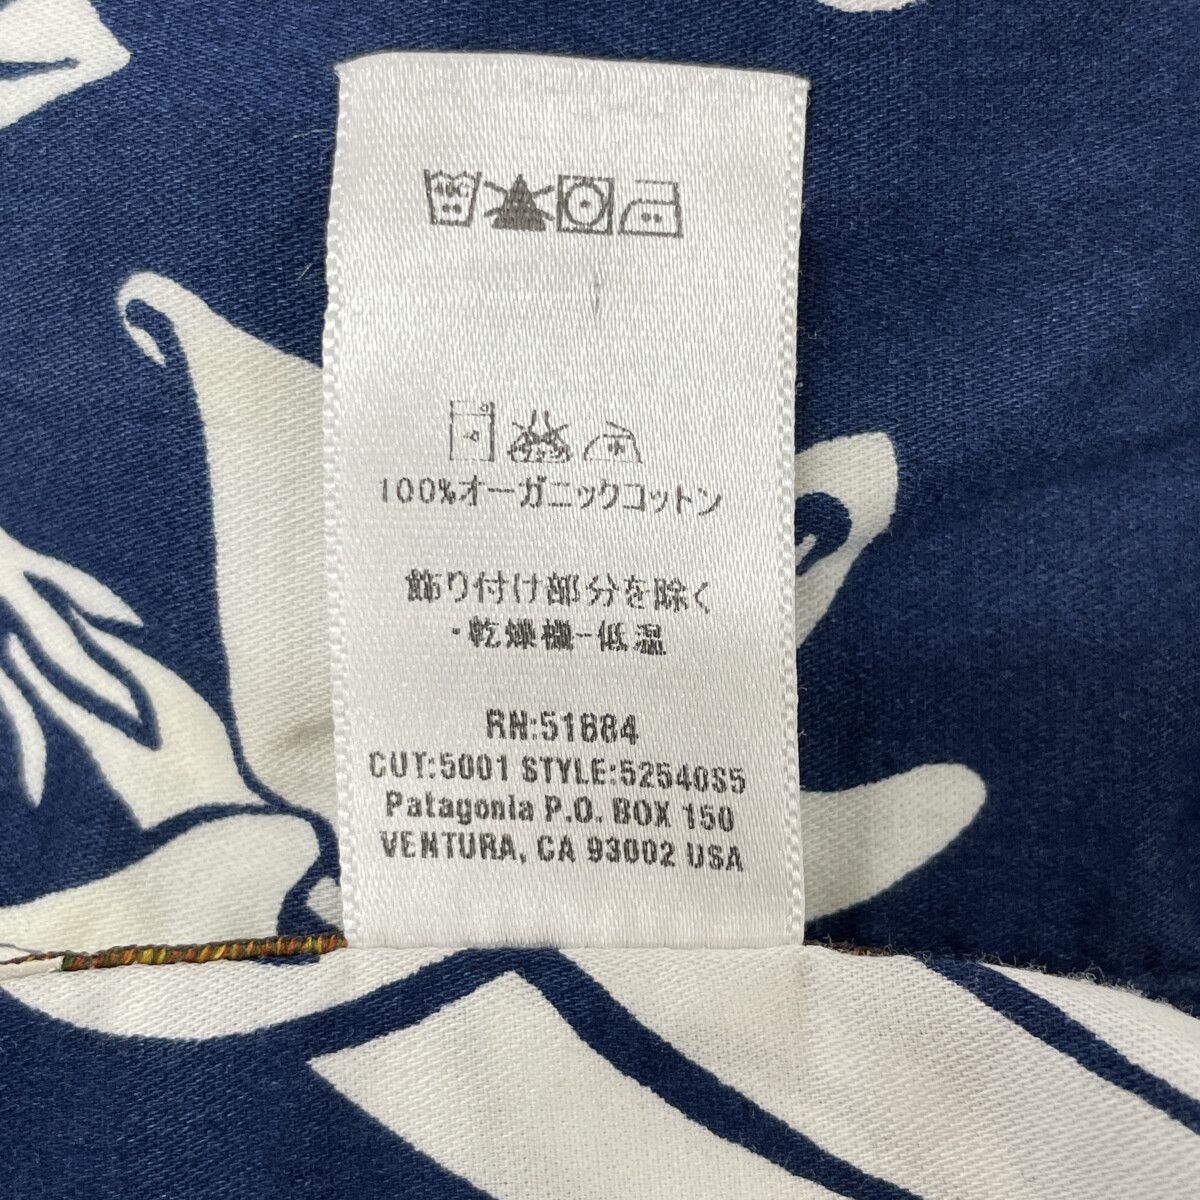 100%オーガニックコットン
飾り付け部分を除く
・乾燥機-低温
RN:51884
CUT:5001 STYLE:52540S5
Patagonia P.O. BOX 150
VENTURA, CA 93002 USA